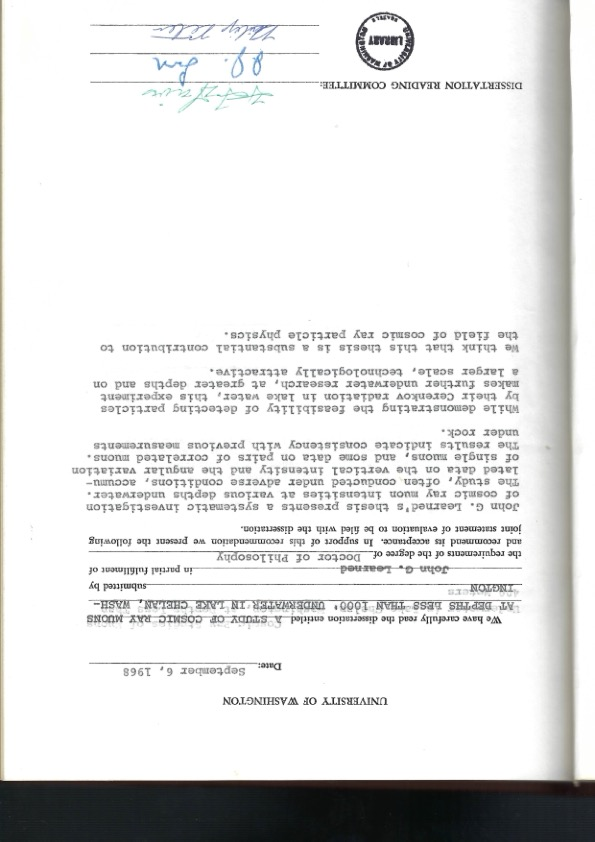 UNIVERSITY OF WASHINGTON
Date: September 6, 1968
We have carefully read the dissertation entitled A STUDY OF COSMIC RAY MUONS
AT DEPTHS LESS THAN 1000' UNDERWATER IN LAKE CHELAN, WASH-
INGTON submitted by
John G. Learned in partial fulfillment of
the requirements of the degree of Doctor of Philosophy
and recommend its acceptance. In support of this recommendation we present the following
joint statement of evaluation to be filed with the dissertation.
John G. Learned's thesis presents a systematic investigation
of cosmic ray muon intensities at various depths underwater.
The study, often conducted under adverse conditions, accumu-
lated data on the vertical intensity and the angular variation
of single muons, and some data on pairs of correlated muons.
The results indicate consistency with previous measurements
under rock.
While demonstrating the feasibility of detecting particles
by their Cerenkov radiation in lake water, this experiment
makes further underwater research, at greater depths and on
a larger scale, technologically attractive.
We think that this thesis is a substantial contribution to
the field of cosmic ray particle physics.
DISSERTATION READING COMMITTEE:
UNIVERSITY OF WASHINGTON
LIBRARY
SEATTLE